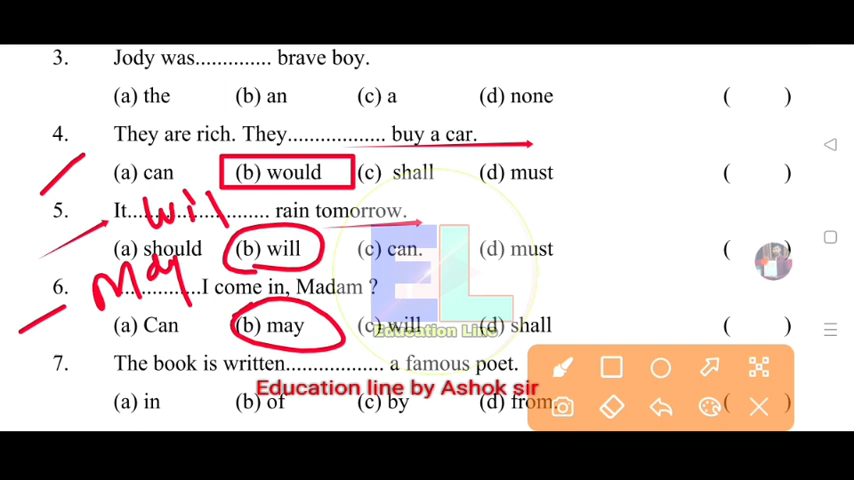 3. Jody was.............. brave boy.
(a) the (b) an (c) a (d) none ( )
4. They are rich. They.................. buy a car.
(a) can (b) would (c) shall (d) must ( )
5. It......................... rain tomorrow.
wil
(a) should (b) will (c) can. (d) must ( )
May
6. ...............I come in, Madam ?
(a) Can (b) may (c) will (d) shall ( )
EL
Education Line
7. The book is written.................. a famous poet.
Education line by Ashok sir
(a) in (b) of (c) by (d) from. ( )